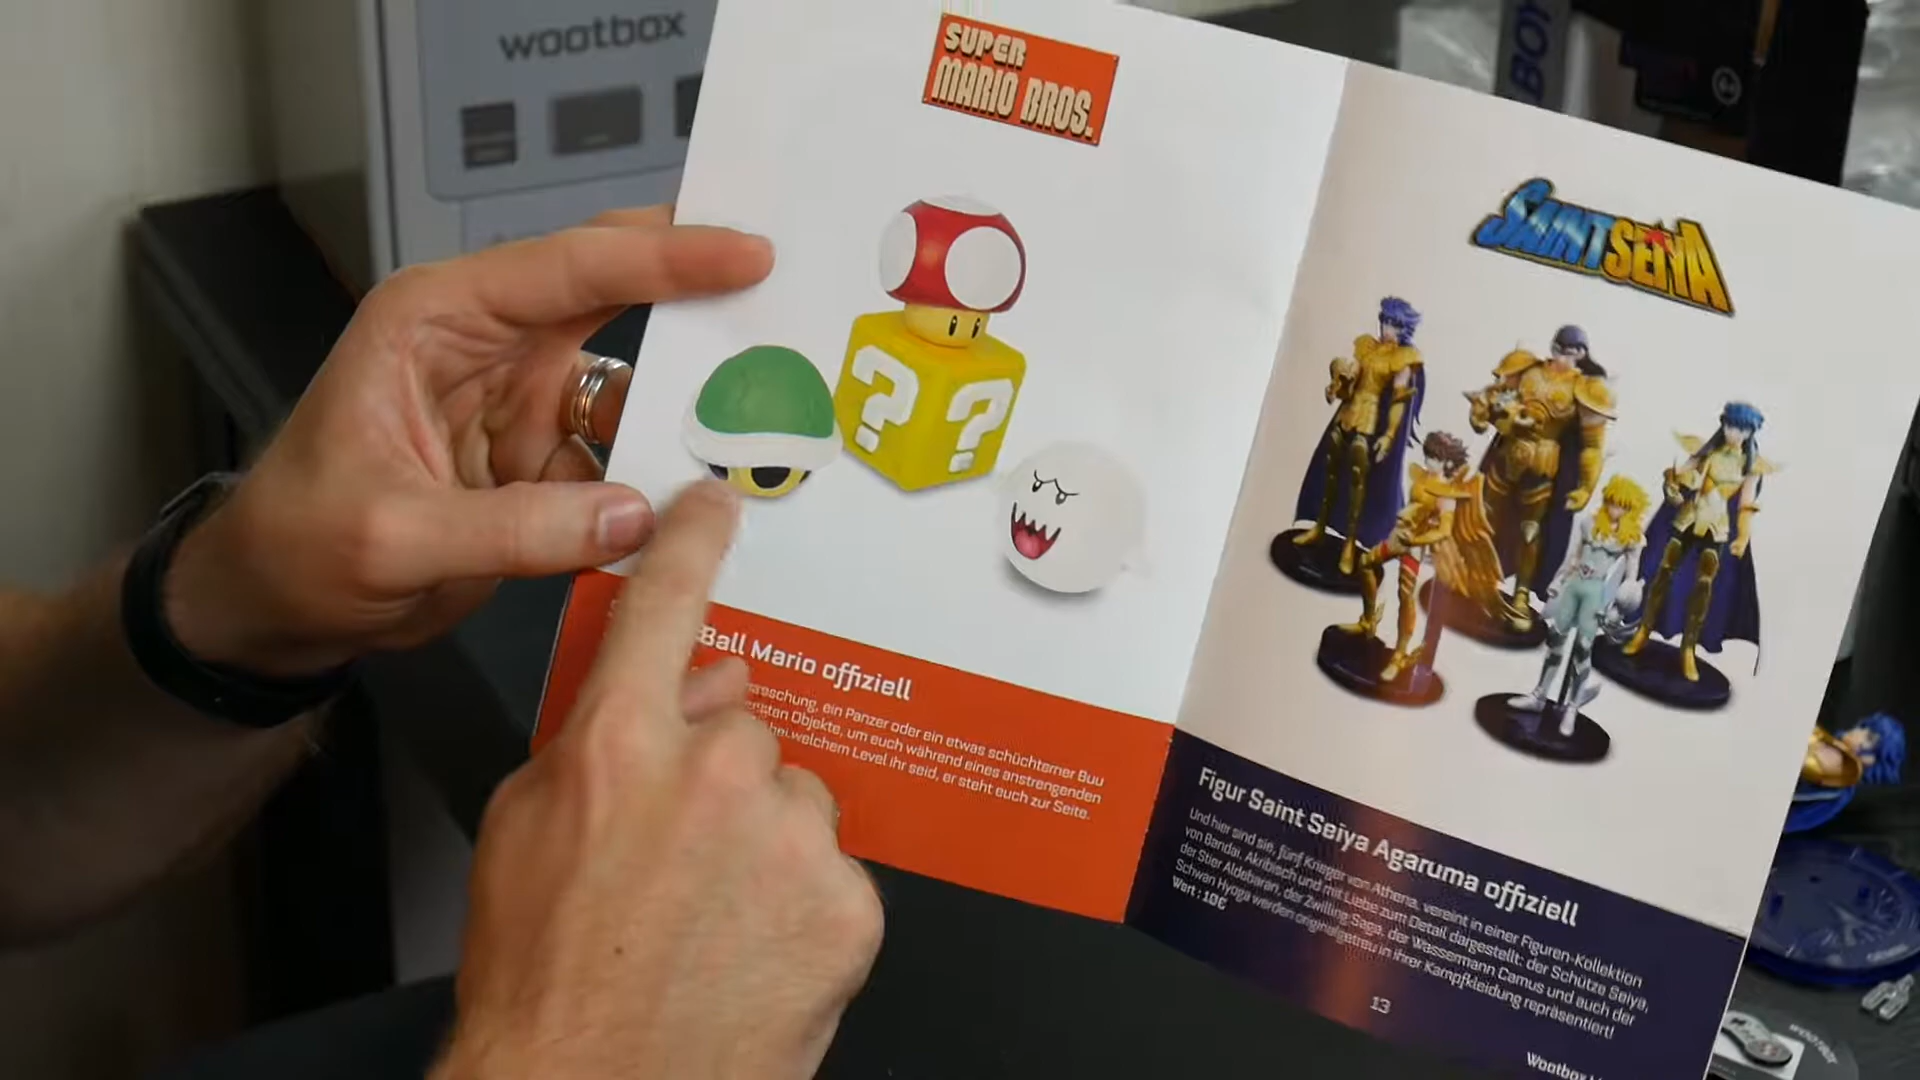 wootbox
BOY
SUPER
MARIO BROS.
? ?
Ball Mario offiziell
ein Panzer oder ein etwas schüchterner Buu
Objekte, um euch während eines anstrengenden
welchem Level ihr seid, er steht euch zur Seite.
SAINT SEIYA
Figur Saint Seiya Agaruma offiziell
Und hier sind sie, fünf Krieger von Athena, vereint in einer Figuren-Kollektion
von Bandai. Akribisch und mit Liebe zum Detail dargestellt: der Schütze Seiya,
der Stier Aldebaran, der Zwilling Saga, der Wassermann Camus und auch der
Schwan Hyoga werden originalgetreu in ihrer Kampfkleidung repräsentiert!
Wert : 10€
13
Wootbox
WOOTBOX